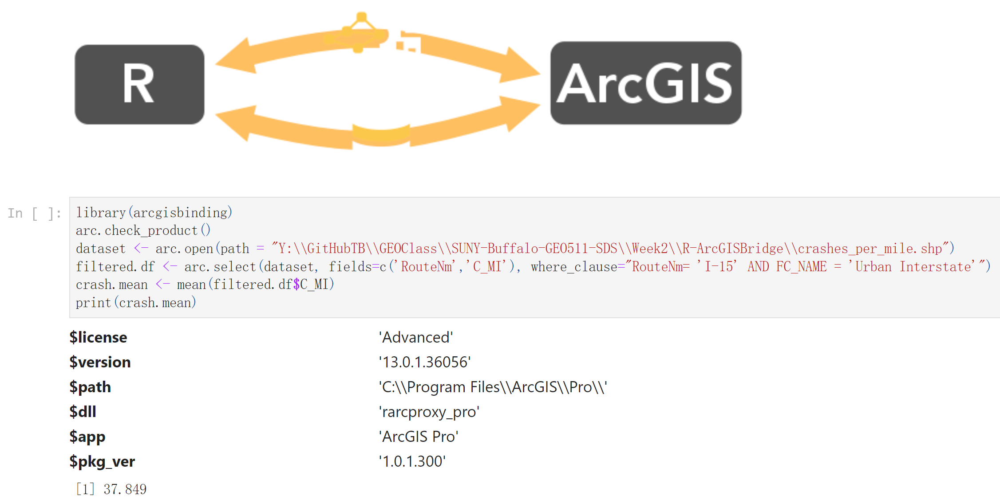 R
ArcGIS
In [ ]:
library(arcgisbinding)
arc.check_product()
dataset <- arc.open(path = "Y:\\GitHubTB\\GEOClass\\SUNY-Buffalo-GEO511-SDS\\Week2\\R-ArcGISBridge\\crashes_per_mile.shp")
filtered.df <- arc.select(dataset, fields=c('RouteNm','C_MI'), where_clause="RouteNm= 'I-15' AND FC_NAME = 'Urban Interstate'")
crash.mean <- mean(filtered.df$C_MI)
print(crash.mean)
$license 'Advanced'
$version '13.0.1.36056'
$path 'C:\\Program Files\\ArcGIS\\Pro\\'
$dll 'rarcproxy_pro'
$app 'ArcGIS Pro'
$pkg_ver '1.0.1.300'
[1] 37.849